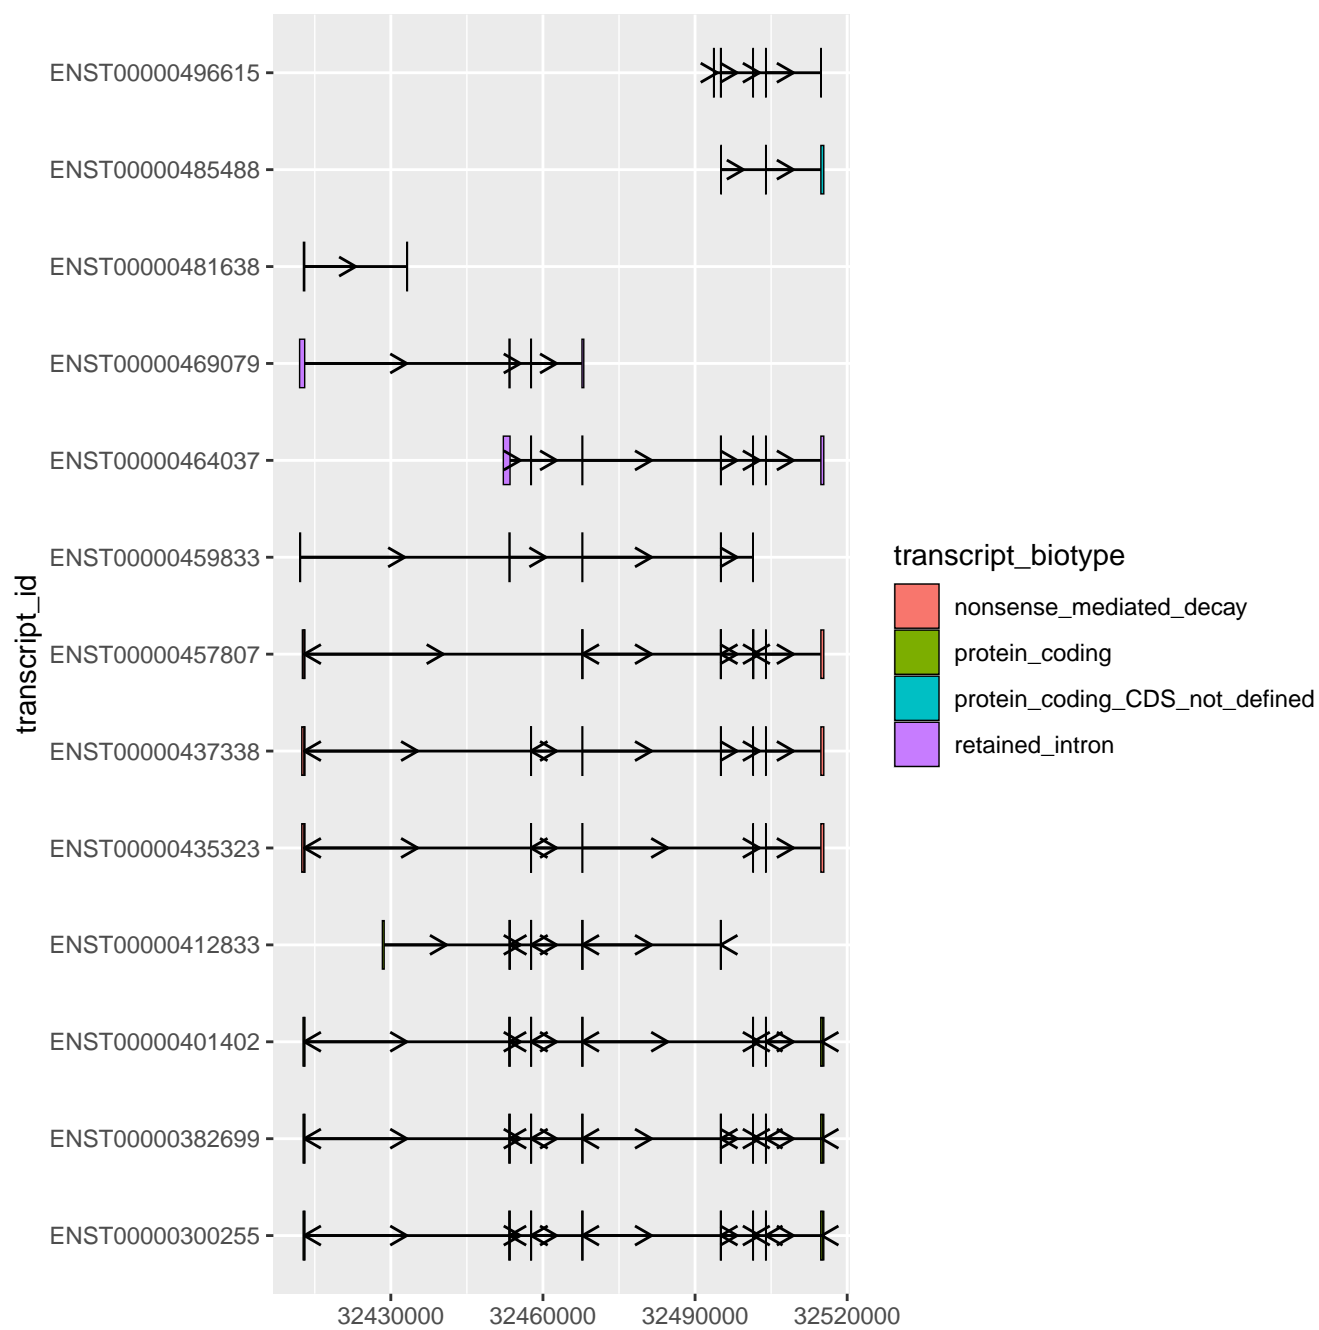 ENST00000496615
ENST00000485488
ENST00000481638
ENST00000469079
ENST00000464037
ENST00000459833
ENST00000457807
ENST00000437338
ENST00000435323
ENST00000412833
ENST00000401402
ENST00000382699
ENST00000300255
transcript_id
32430000
32460000
32490000
32520000
transcript_biotype
nonsense_mediated_decay
protein_coding
protein_coding_CDS_not_defined
retained_intron